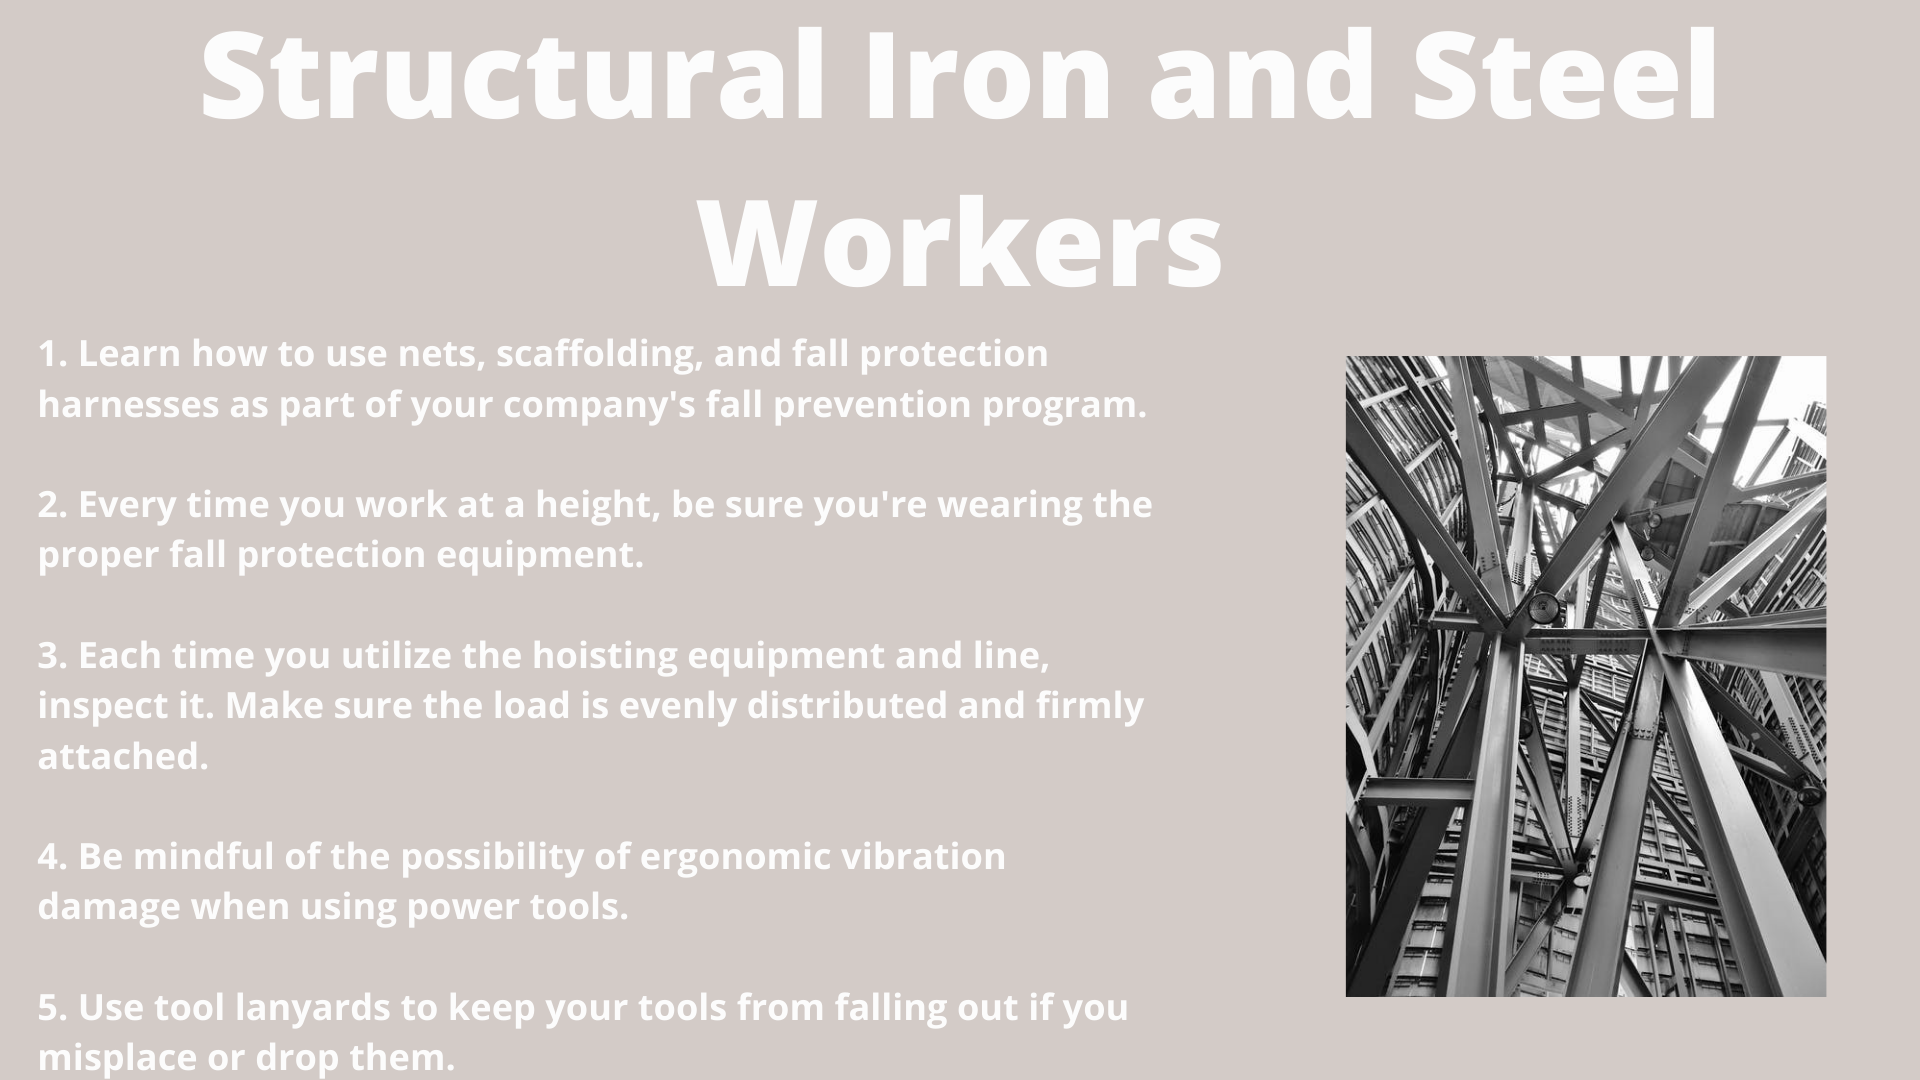 Structural Iron and Steel
Workers
1. Learn how to use nets, scaffolding, and fall protection
harnesses as part of your company's fall prevention program.
2. Every time you work at a height, be sure you're wearing the
proper fall protection equipment.
3. Each time you utilize the hoisting equipment and line,
inspect it. Make sure the load is evenly distributed and firmly
attached.
4. Be mindful of the possibility of ergonomic vibration
damage when using power tools.
5. Use tool lanyards to keep your tools from falling out if you
misplace or drop them.